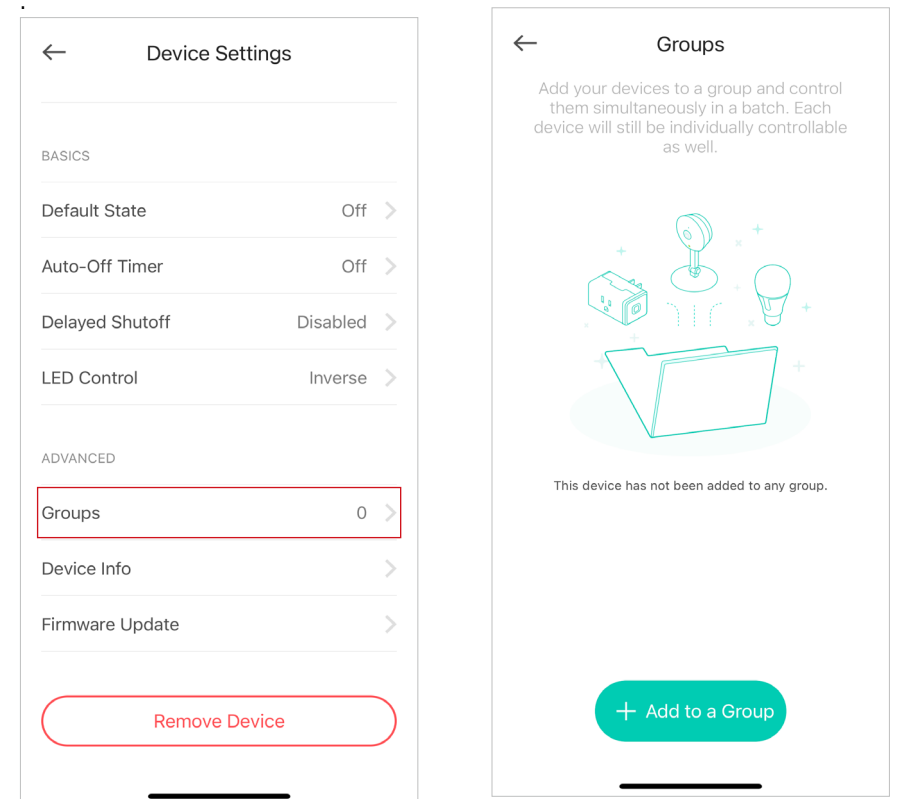 .
Device Settings
BASICS
Default State Off
Auto-Off Timer Off
Delayed Shutoff Disabled
LED Control Inverse
ADVANCED
Groups 0
Device Info
Firmware Update
Remove Device
Groups
Add your devices to a group and control
them simultaneously in a batch. Each
device will still be individually controllable
as well.
This device has not been added to any group.
Add to a Group